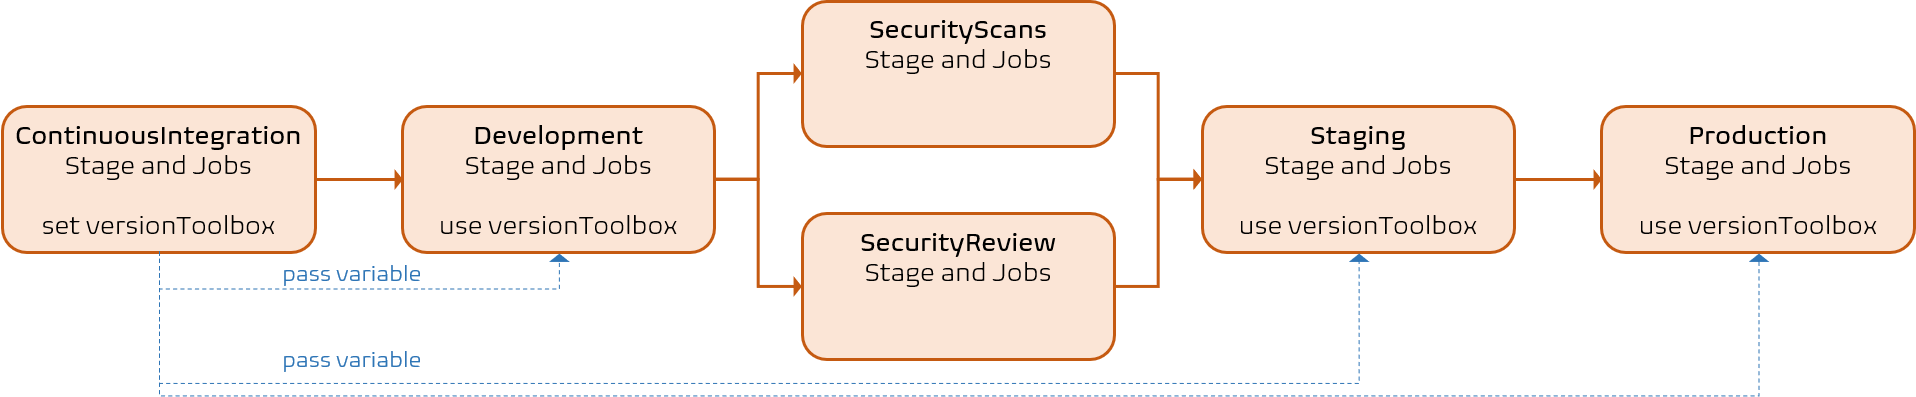 ContinuousIntegration
Stage and Jobs
set versionToolbox
Development
Stage and Jobs
use versionToolbox
SecurityScans
Stage and Jobs
SecurityReview
Stage and Jobs
Staging
Stage and Jobs
use versionToolbox
Production
Stage and Jobs
use versionToolbox
pass variable
pass variable